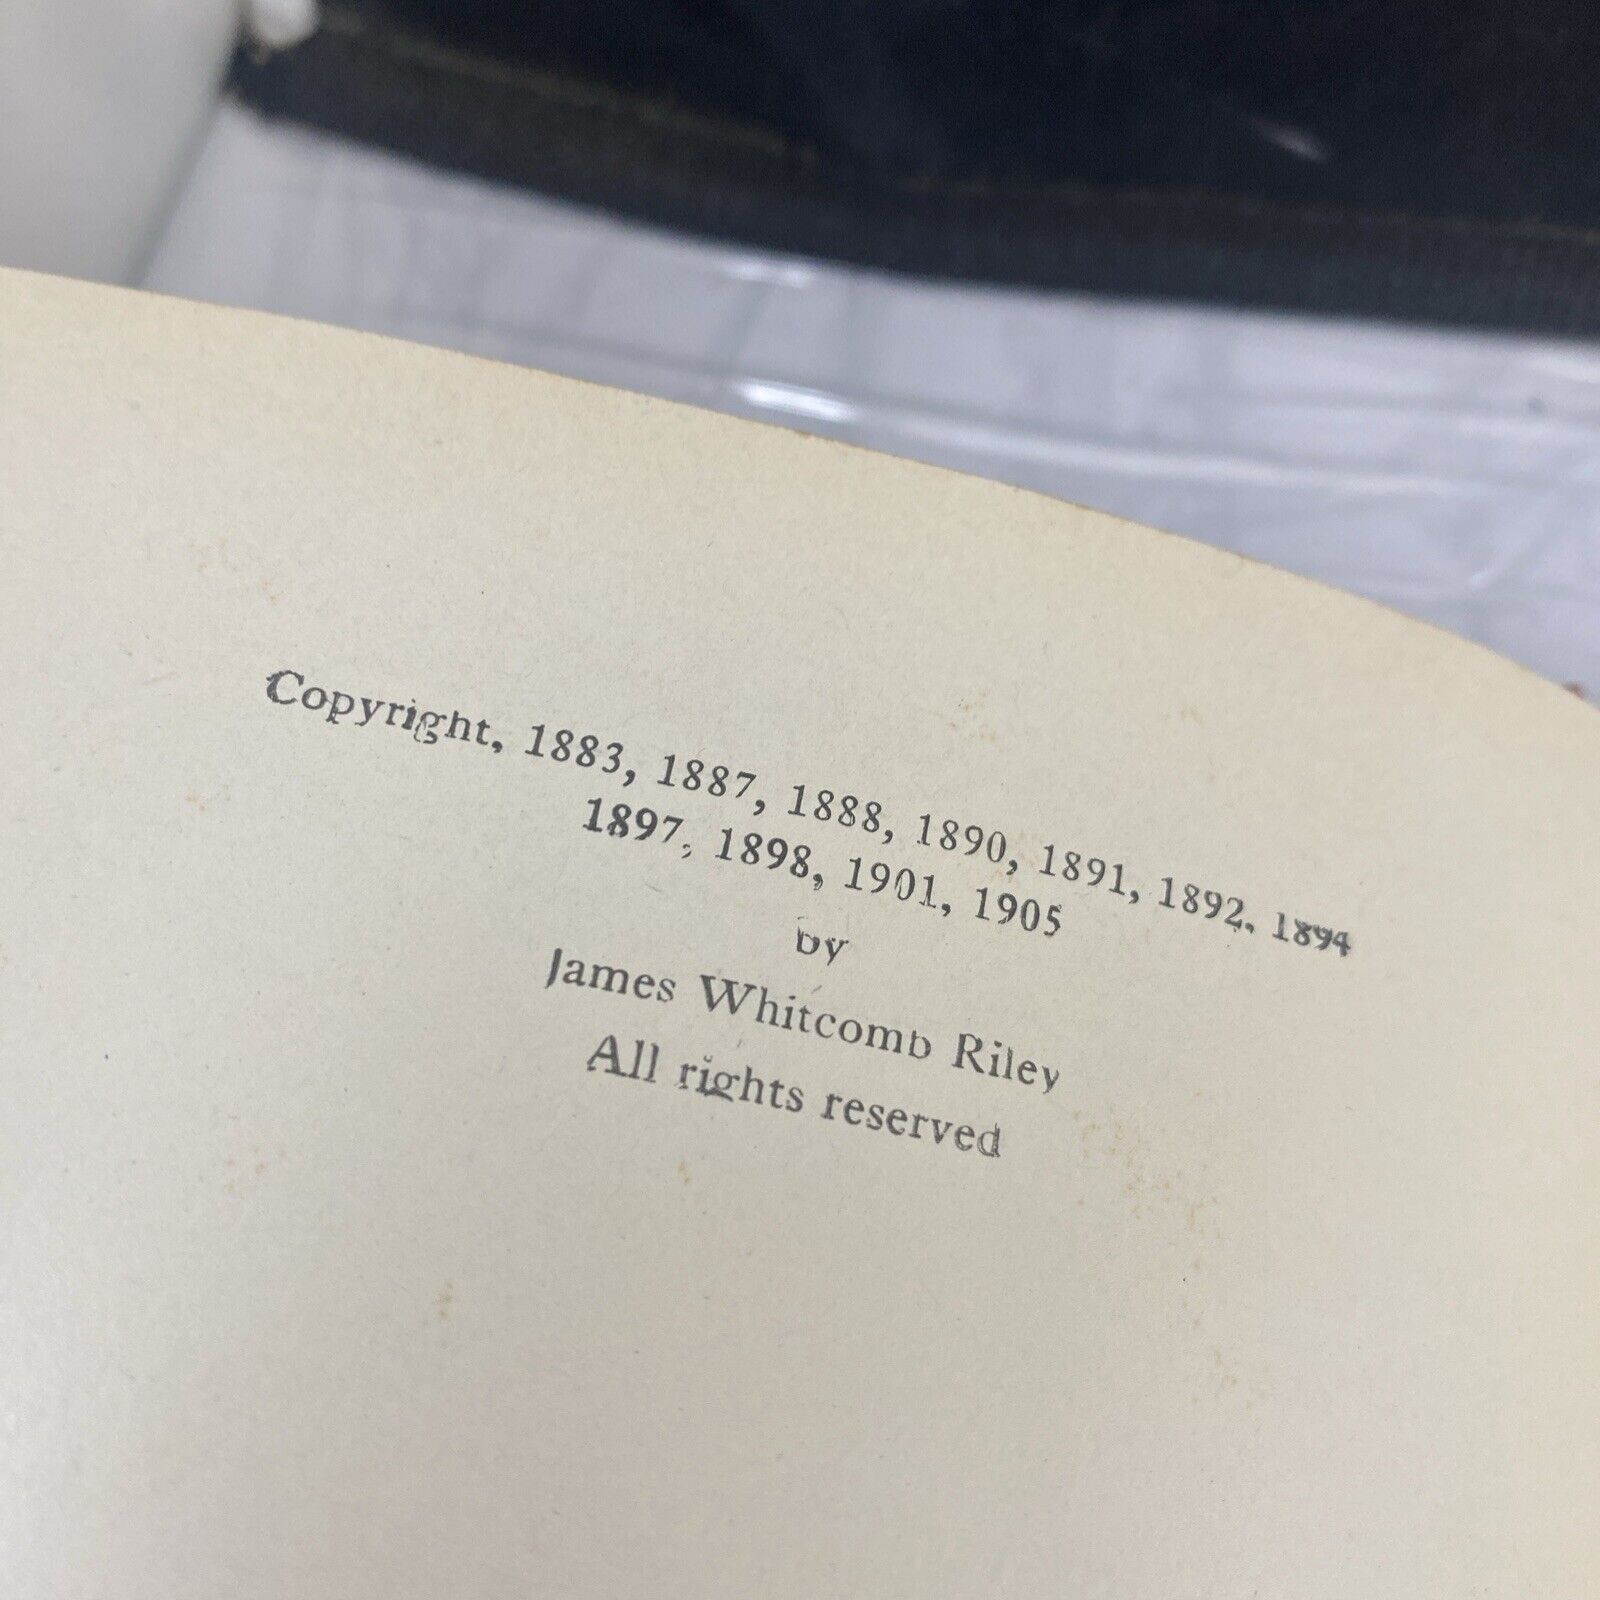 Copyright, 1883, 1887, 1888, 1890, 1891, 1892, 1894
1897, 1898, 1901, 1905
by
James Whitcomb Riley
All rights reserved